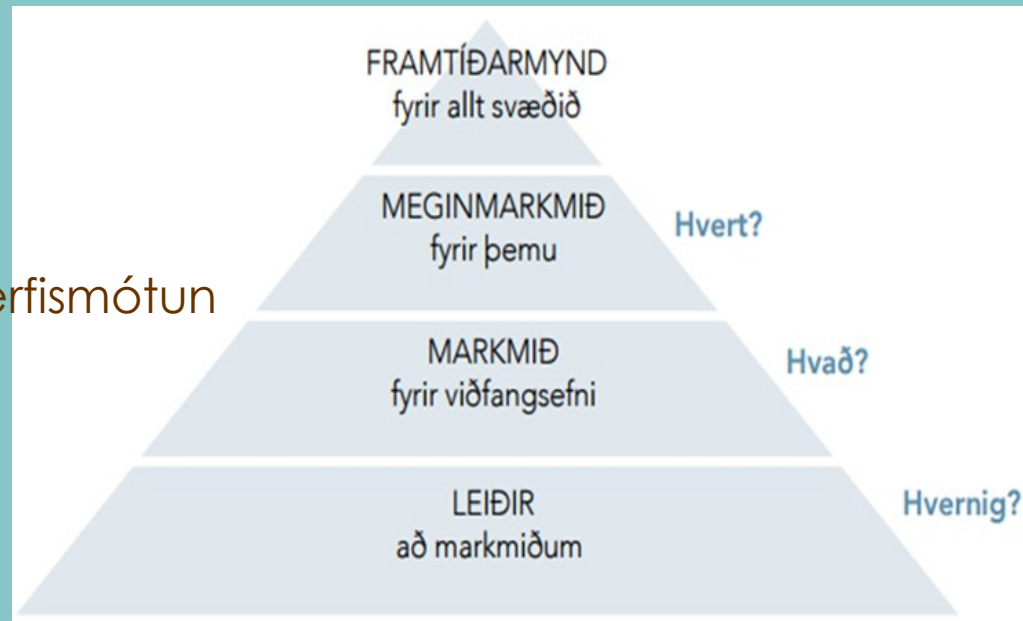 FRAMTÍÐARMYND
fyrir allt svæðið
MEGINMARKMIÐ
fyrir þemu
Hvert?
erfismótun
MARKMIÐ
fyrir viðfangsefni
Hvað?
LEIÐIR
að markmiðum
Hvernig?